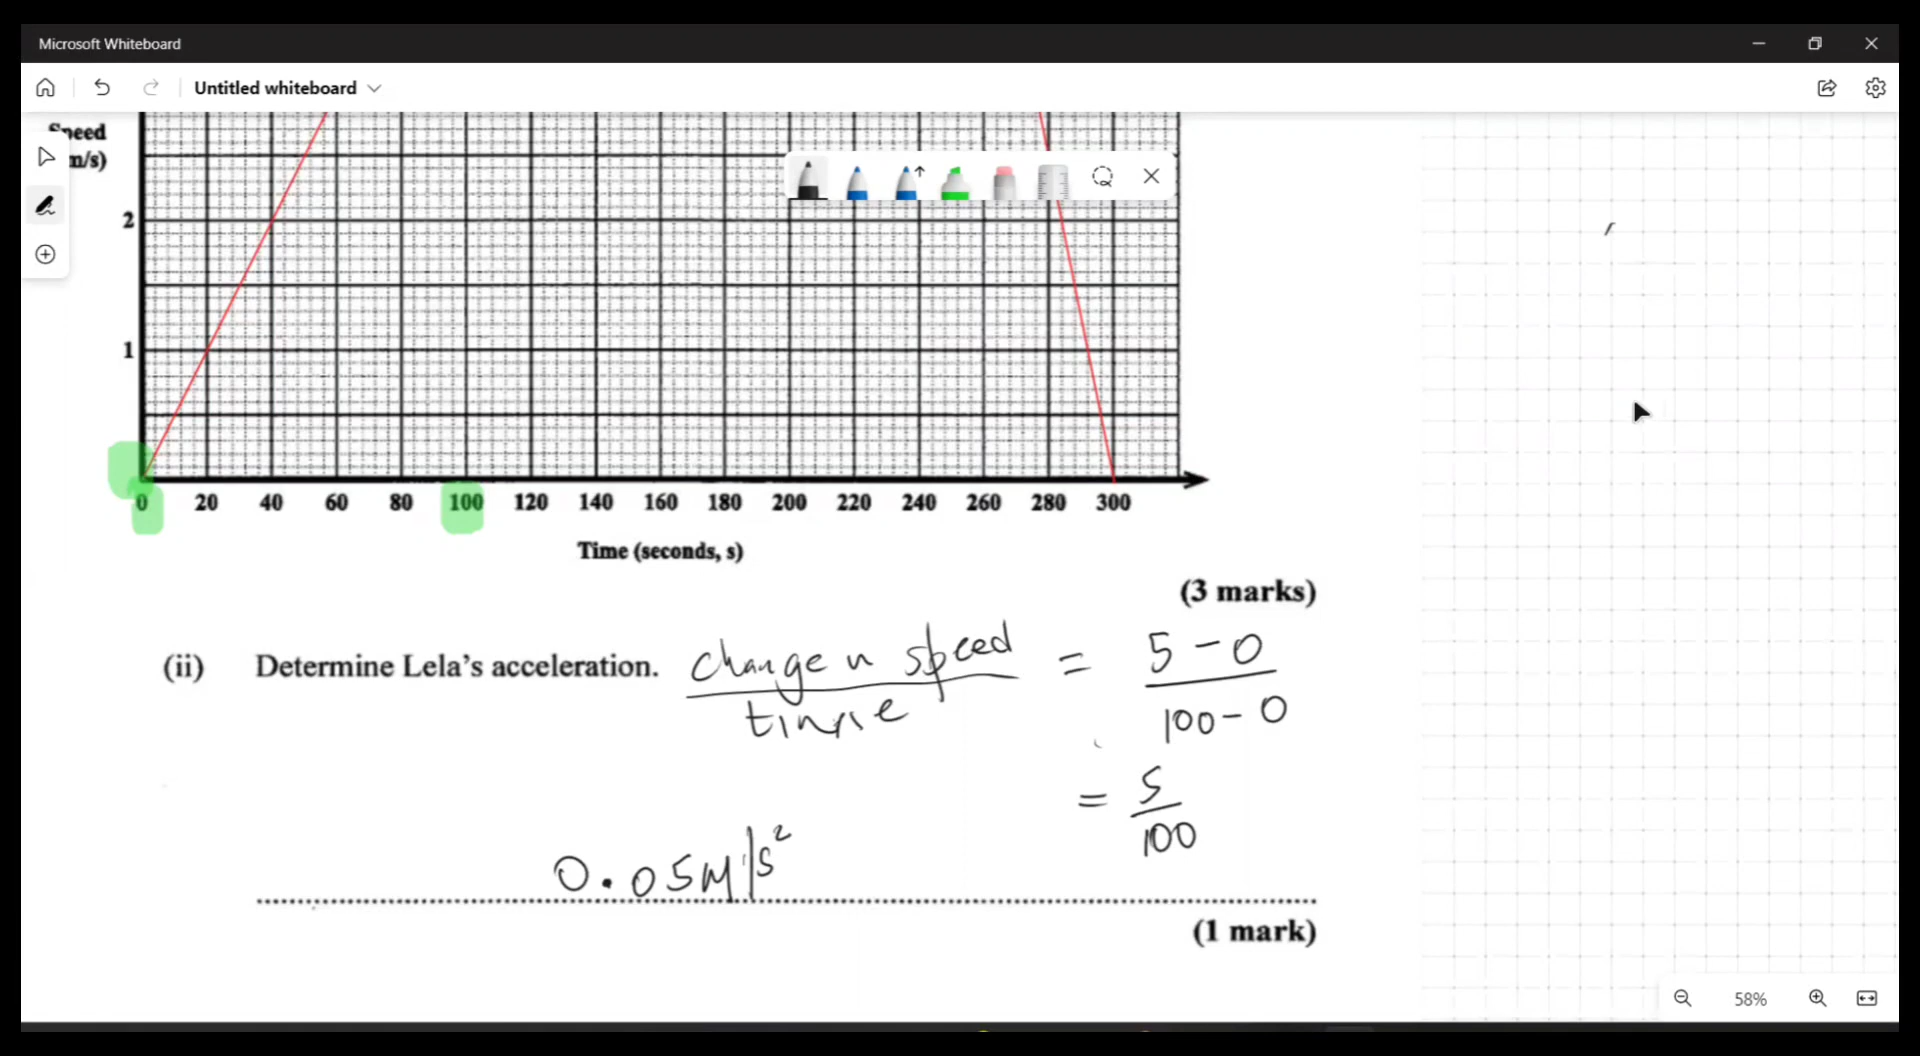 Microsoft Whiteboard
Untitled whiteboard
Speed
m/s)
2
1
0 20 40 60 80 100 120 140 160 180 200 220 240 260 280 300
Time (seconds, s)
(3 marks)
(ii) Determine Lela's acceleration. change n speed = 5 - 0
time 100 - 0
= 5
100
0.05M/s²
(1 mark)
58%